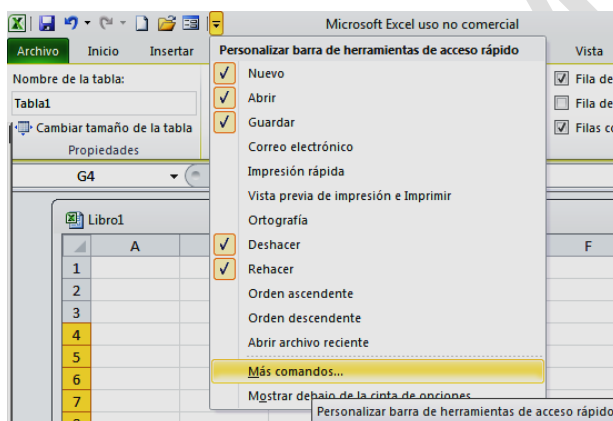 Microsoft Excel uso no comercial
Archivo Inicio Insertar Personalizar barra de herramientas de acceso rápido Vista
Nombre de la tabla: Nuevo Fila de
Tabla1 Abrir Fila de
Cambiar tamaño de la tabla Guardar Filas co
Propiedades Correo electrónico
G4 Impresión rápida
Vista previa de impresión e Imprimir
Libro1 Ortografía
A Deshacer F
1 Rehacer
2 Orden ascendente
3 Orden descendente
4 Abrir archivo reciente
5
6 Más comandos...
7 Mostrar debajo de la cinta de opciones
Personalizar barra de herramientas de acceso rápido